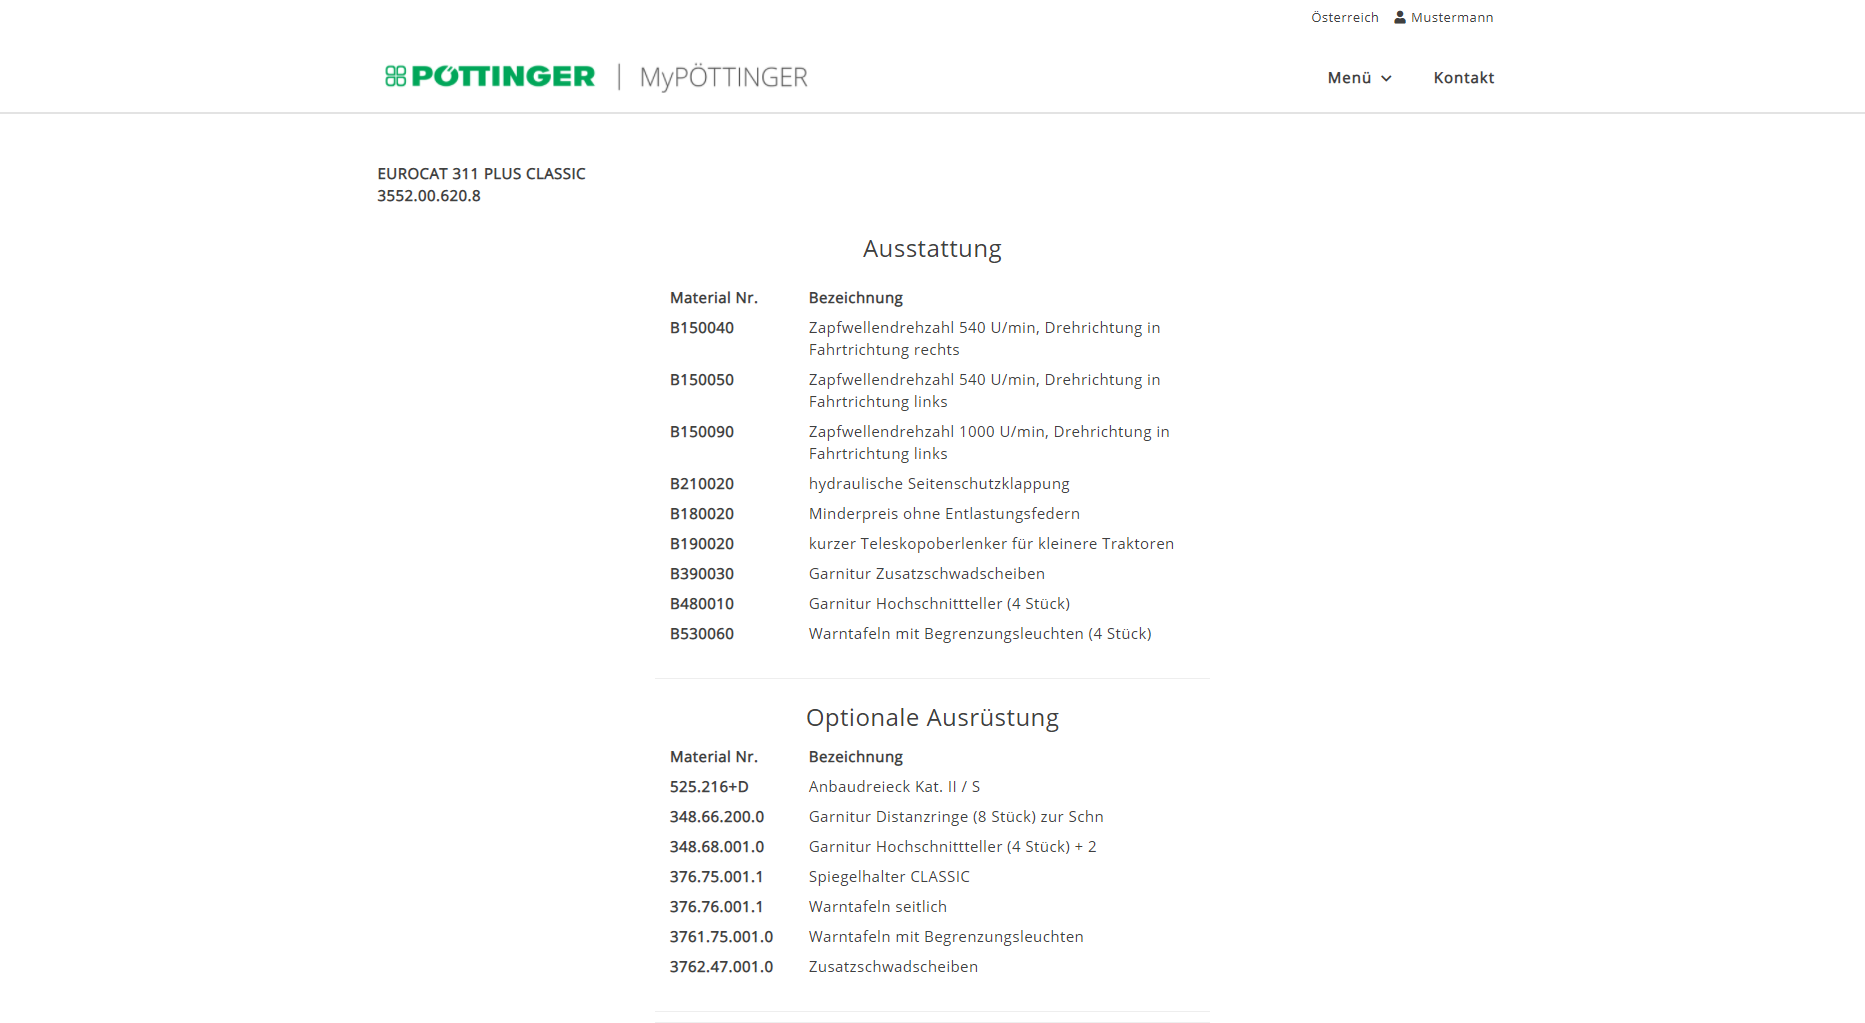 Österreich Mustermann
PÖTTINGER | MyPÖTTINGER
Menü Kontakt
EUROCAT 311 PLUS CLASSIC
3552.00.620.8
Ausstattung
Material Nr. Bezeichnung
B150040 Zapfwellendrehzahl 540 U/min, Drehrichtung in
Fahrtrichtung rechts
B150050 Zapfwellendrehzahl 540 U/min, Drehrichtung in
Fahrtrichtung links
B150090 Zapfwellendrehzahl 1000 U/min, Drehrichtung in
Fahrtrichtung links
B210020 hydraulische Seitenschutzklappung
B180020 Minderpreis ohne Entlastungsfedern
B190020 kurzer Teleskopoberlenker für kleinere Traktoren
B390030 Garnitur Zusatzschwadscheiben
B480010 Garnitur Hochschnittteller (4 Stück)
B530060 Warntafeln mit Begrenzungsleuchten (4 Stück)
Optionale Ausrüstung
Material Nr. Bezeichnung
525.216+D Anbaudreieck Kat. II / S
348.66.200.0 Garnitur Distanzringe (8 Stück) zur Schn
348.68.001.0 Garnitur Hochschnittteller (4 Stück) + 2
376.75.001.1 Spiegelhalter CLASSIC
376.76.001.1 Warntafeln seitlich
3761.75.001.0 Warntafeln mit Begrenzungsleuchten
3762.47.001.0 Zusatzschwadscheiben